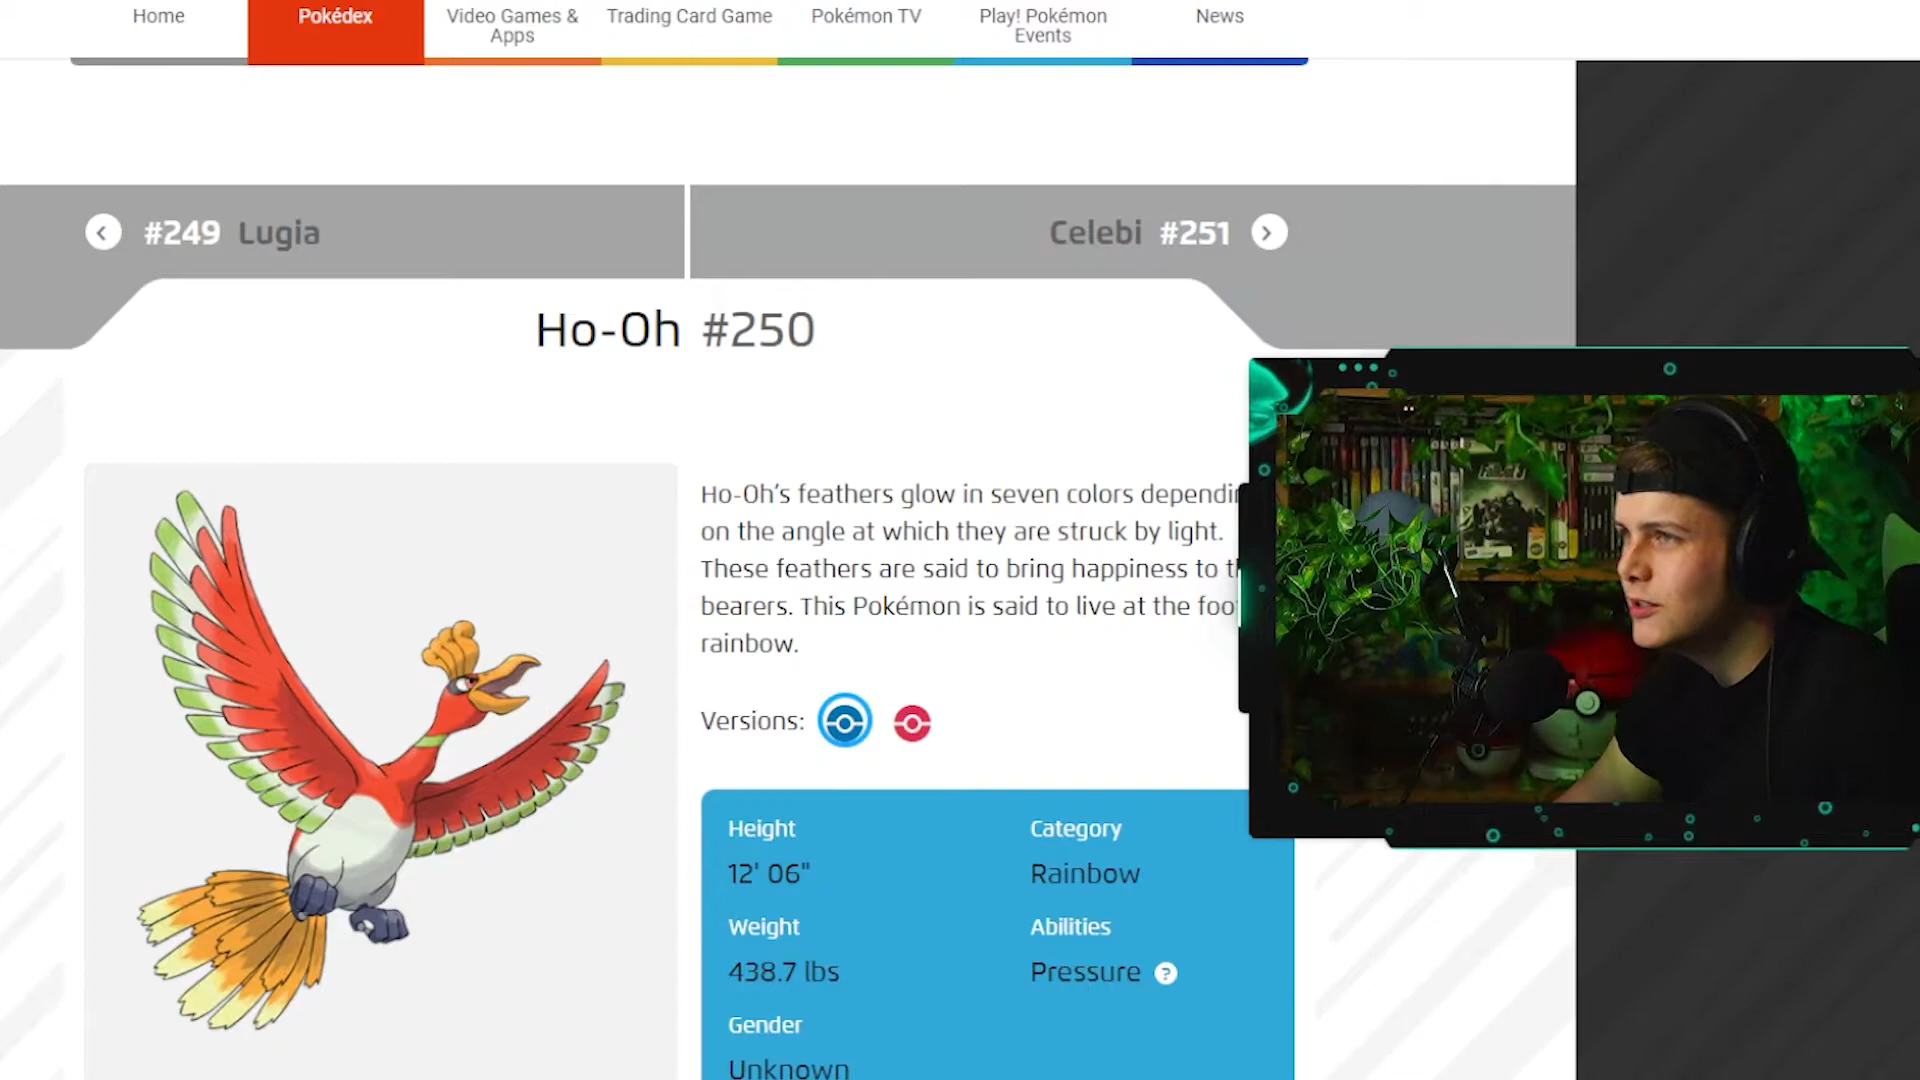 Home
Pokédex
Video Games &
Apps
Trading Card Game
Pokémon TV
Play! Pokémon
Events
News
#249 Lugia
Celebi #251
Ho-Oh #250
Ho-Oh's feathers glow in seven colors
on the angle at which they are struck by light.
These feathers are said to bring happiness to
bearers. This Pokémon is said to live at the
rainbow.
Versions:
Height
12' 06"
Category
Rainbow
Weight
438.7 lbs
Abilities
Pressure ?
Gender
Unknown